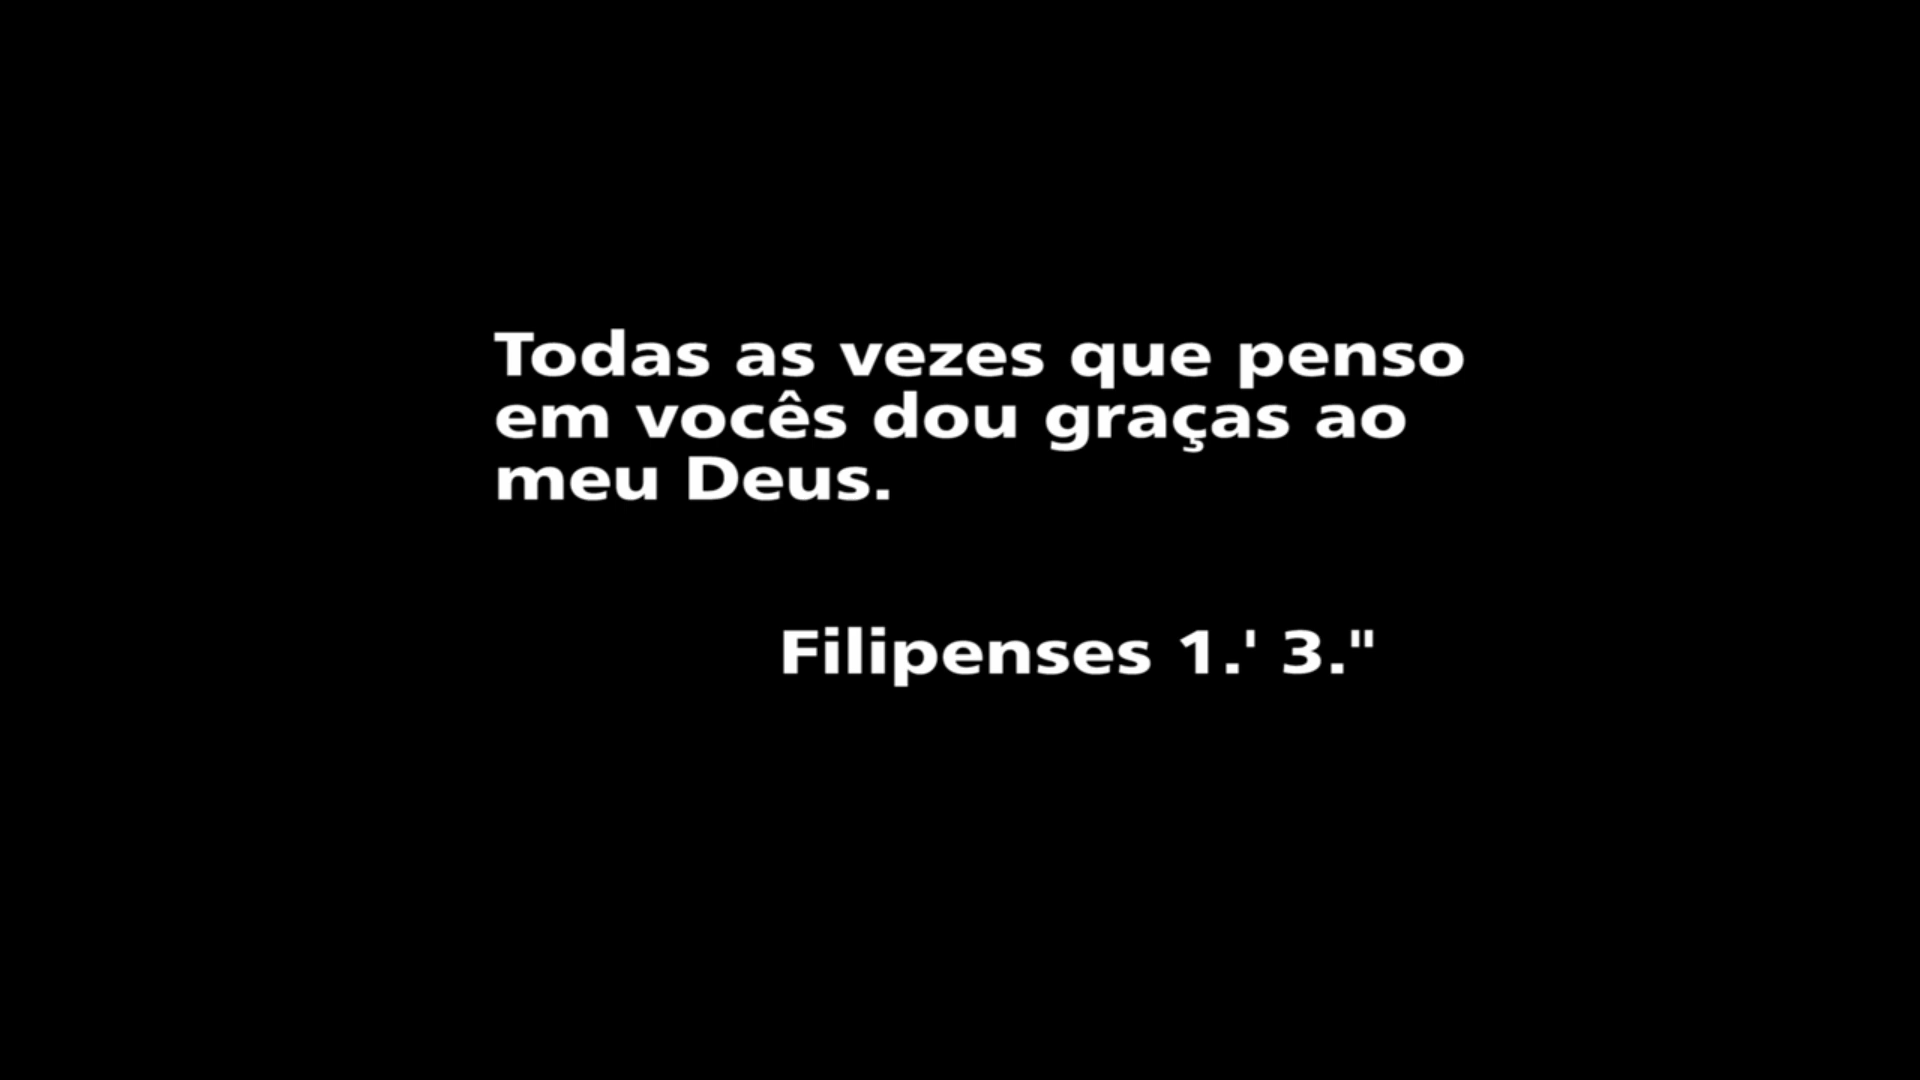 Todas as vezes que penso
em vocês dou graças ao
meu Deus.
Filipenses 1.' 3."